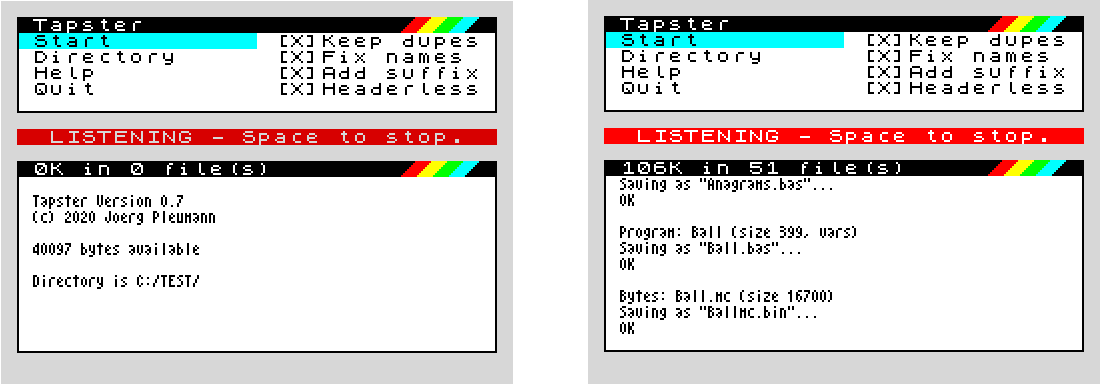 Tapster
Start [X] Keep dupes
Directory [X] Fix names
Help [X] Add suffix
Quit [X] Headerless
LISTENING - Space to stop.
0K in 0 file(s)
Tapster Version 0.7
(c) 2020 Joerg Pleumann
40097 bytes available
Directory is C:/TEST/
Tapster
Start [X] Keep dupes
Directory [X] Fix names
Help [X] Add suffix
Quit [X] Headerless
LISTENING - Space to stop.
106K in 51 file(s)
Saving as "Anagrams.bas"...
OK
Program: Ball (size 399, vars)
Saving as "Ball.bas"...
OK
Bytes: Ball.mc (size 16700)
Saving as "Ballmc.bin"...
OK